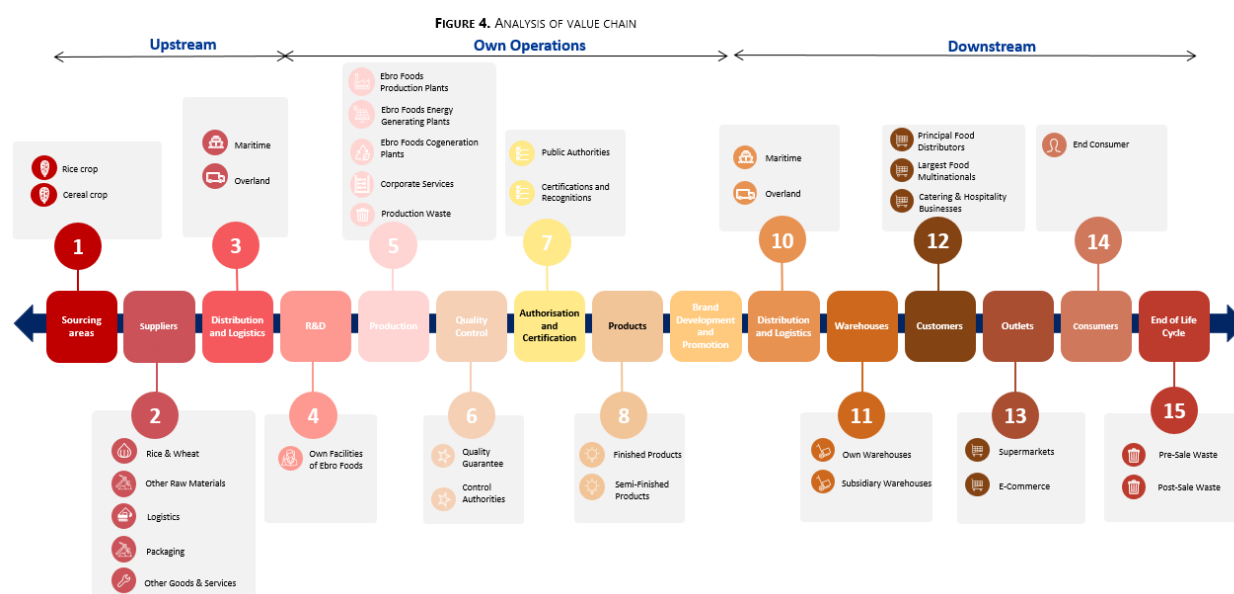 FIGURE 4. ANALYSIS OF VALUE CHAIN
Upstream
Own Operations
Downstream
Rice crop
Cereal crop
1
Maritime
Overland
3
Ebro Foods
Production Plants
Ebro Foods Energy
Generating Plants
Ebro Foods Cogeneration
Plants
Corporate Services
Production Waste
5
Public Authorities
Certifications and
Recognitions
7
Maritime
Overland
10
Principal Food
Distributors
Largest Food
Multinationals
Catering & Hospitality
Businesses
12
End Consumer
14
Sourcing
areas
Suppliers
Distribution
and Logistics
R&D
Production
Quality
Control
Authorisation
and
Certification
Products
Brand
Development
and
Promotion
Distribution
and Logistics
Warehouses
Customers
Outlets
Consumers
End of Life
Cycle
2
Rice & Wheat
Other Raw Materials
Logistics
Packaging
Other Goods & Services
4
Own Facilities
of Ebro Foods
6
Quality
Guarantee
Control
Authorities
8
Finished Products
Semi-Finished
Products
11
Own Warehouses
Subsidiary Warehouses
13
Supermarkets
E-Commerce
15
Pre-Sale Waste
Post-Sale Waste